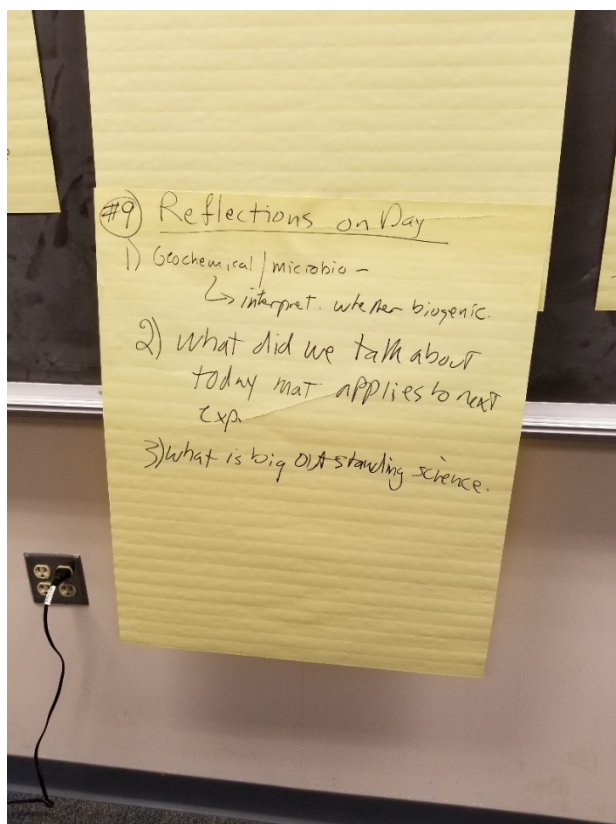 #9) Reflections on Day
1) Geochemical / microbio –
↳ interpret. whether biogenic.
2) What did we talk about
today that applies to next
exp.
3) What is big outstanding science.